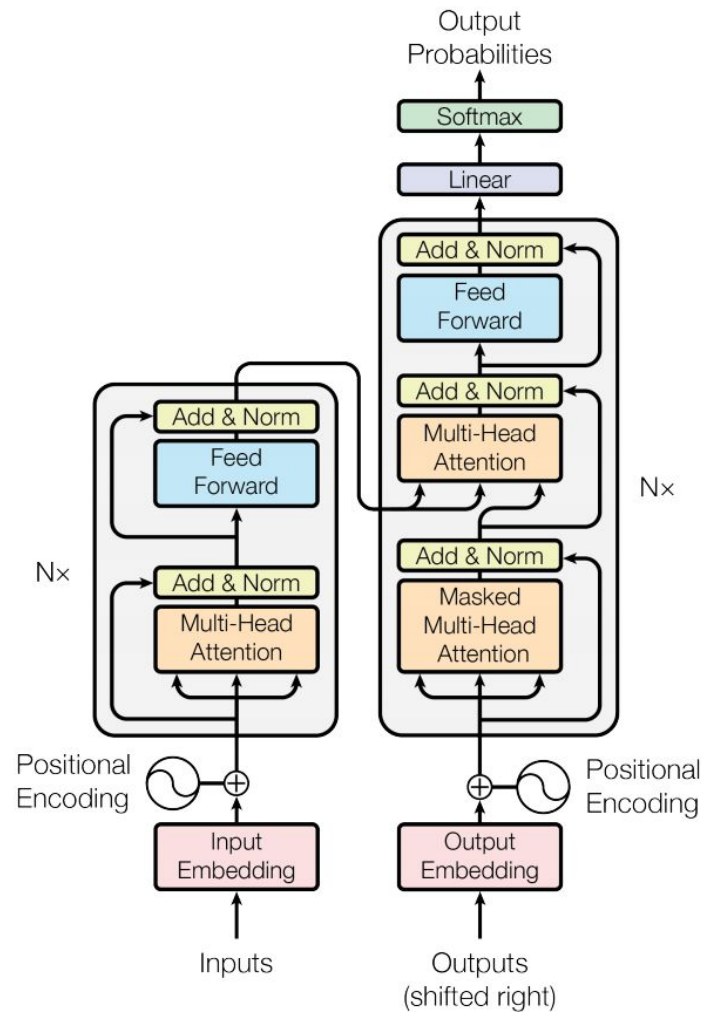 Output
Probabilities
Softmax
Linear
Add & Norm
Feed
Forward
Add & Norm
Multi-Head
Attention
Nx
Add & Norm
Masked
Multi-Head
Attention
Add & Norm
Feed
Forward
Nx
Add & Norm
Multi-Head
Attention
Positional
Encoding
Positional
Encoding
Input
Embedding
Output
Embedding
Inputs
Outputs
(shifted right)